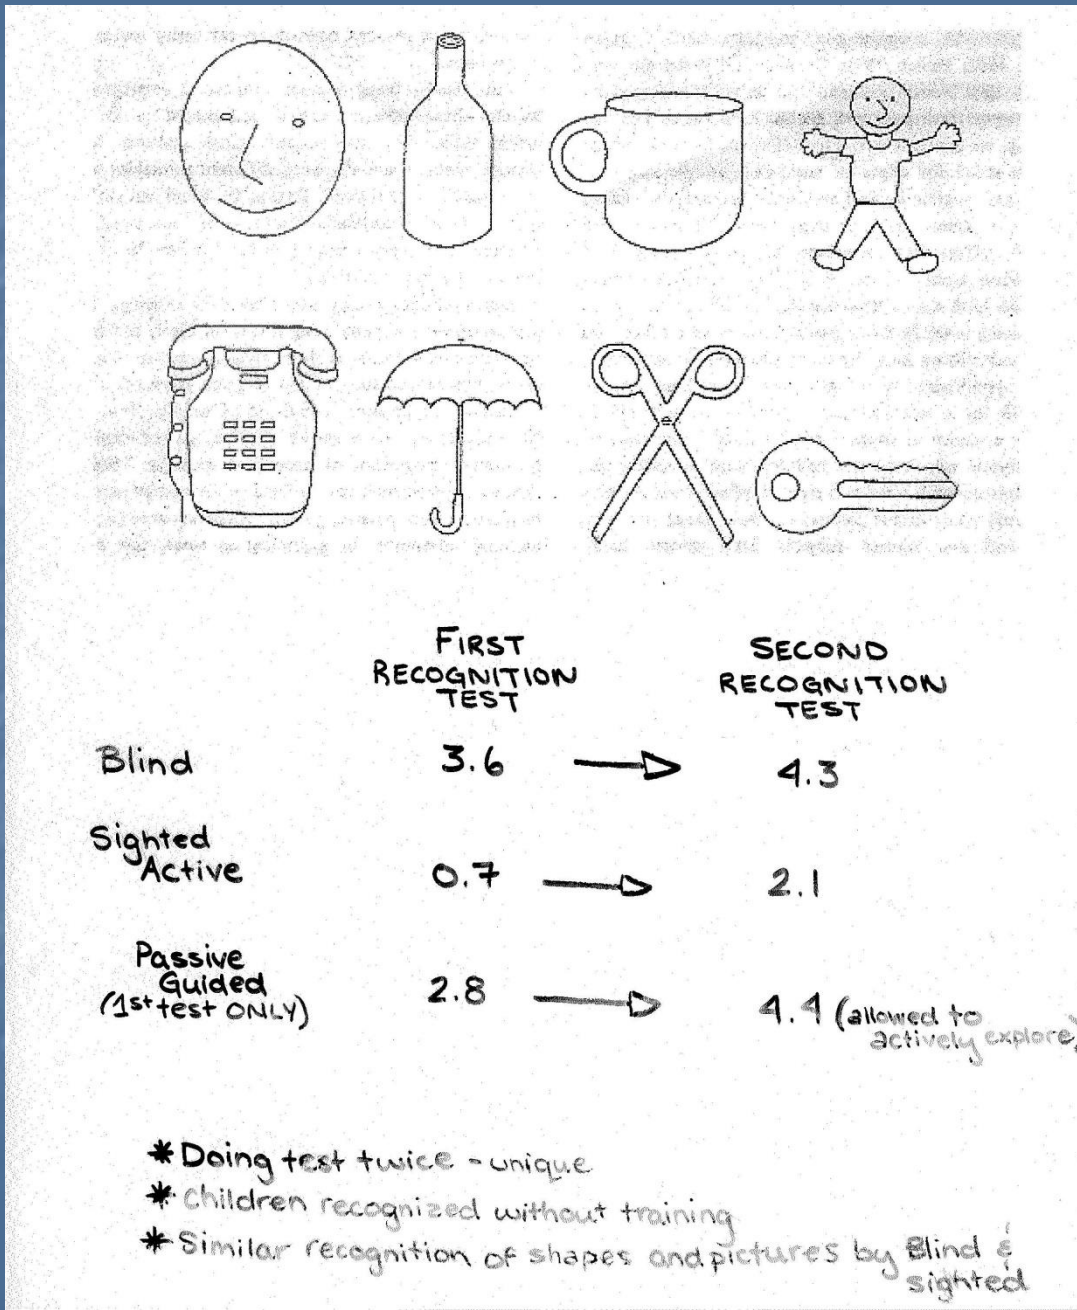 FIRST
RECOGNITION
TEST
SECOND
RECOGNITION
TEST
Blind 3.6 4.3
Sighted
Active 0.7 2.1
Passive
Guided
(1st test ONLY) 2.8 4.4 (allowed to
actively explore)
* Doing test twice - unique
* Children recognized without training
* Similar recognition of shapes and pictures by Blind &
sighted